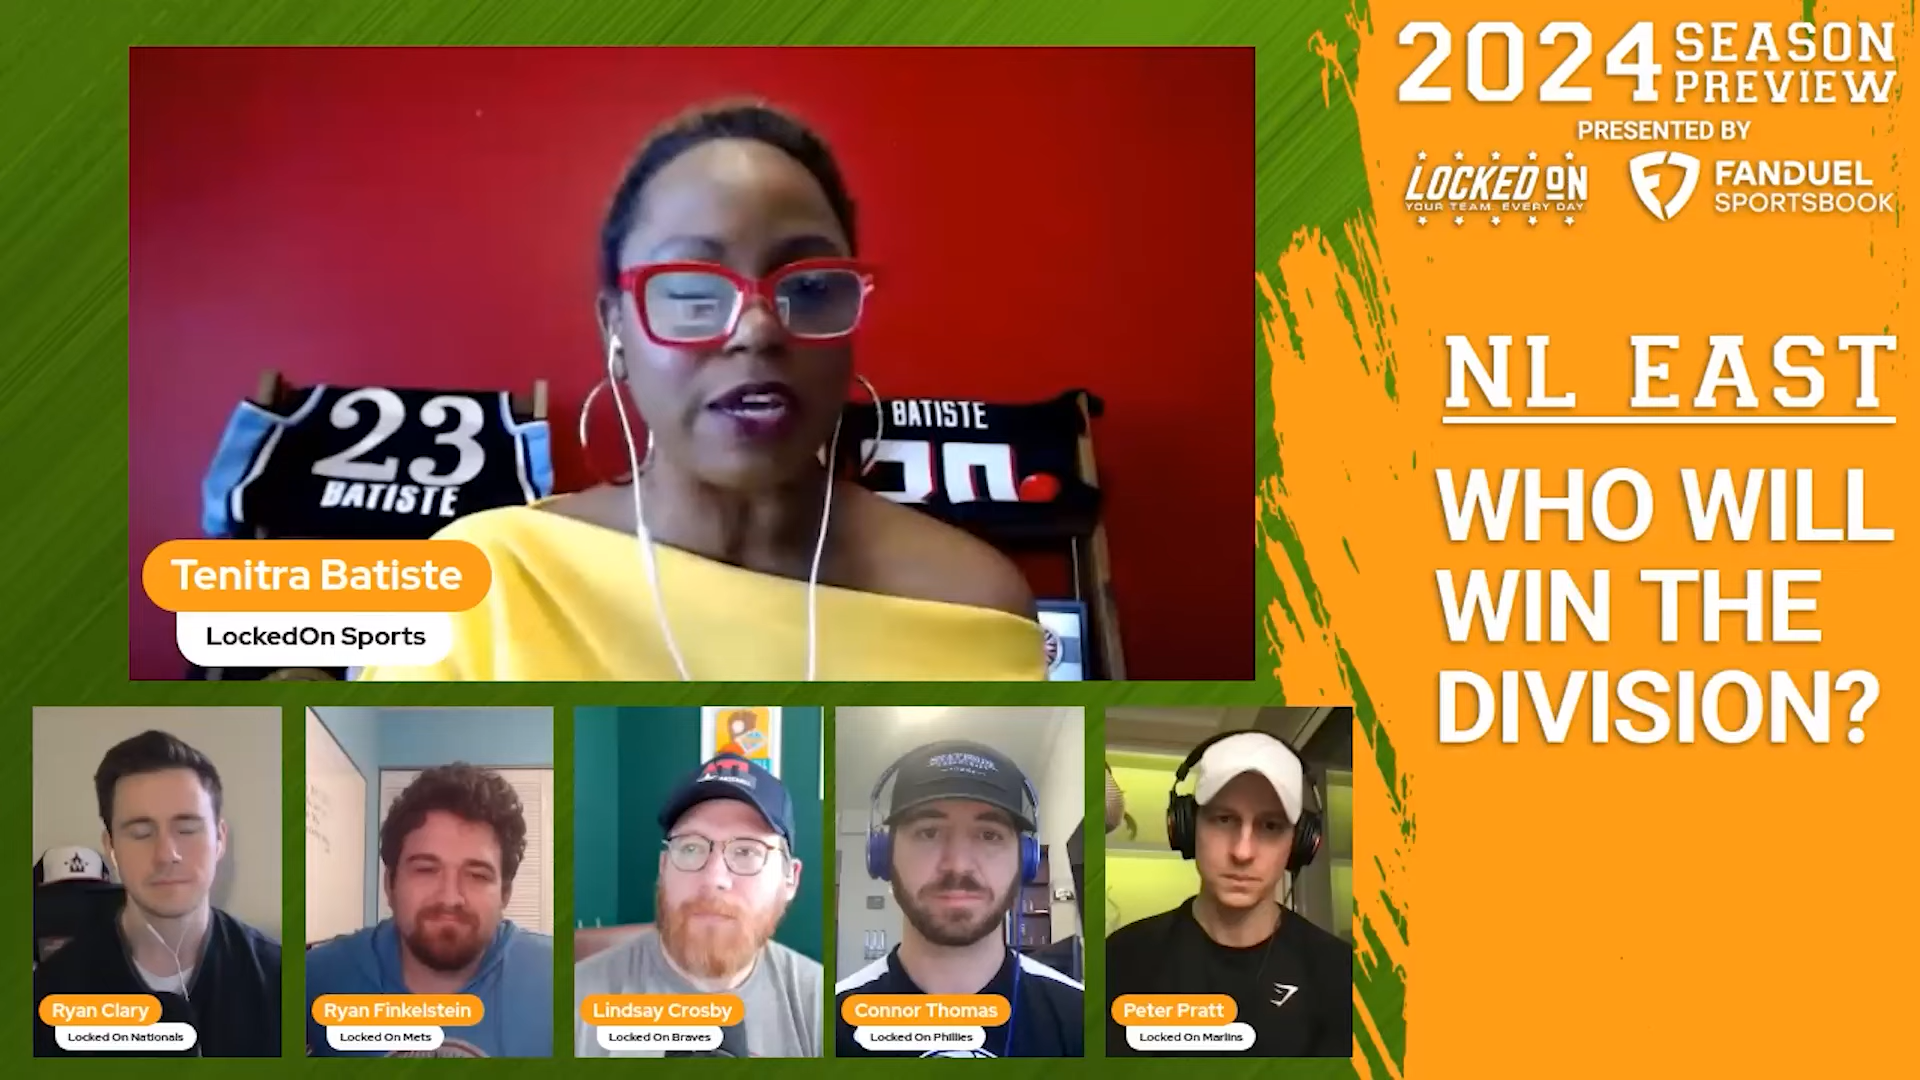 2024 SEASON
PREVIEW
PRESENTED BY
LOCKED ON
YOUR TEAM. EVERY DAY
FANDUEL
SPORTSBOOK
NL EAST
WHO WILL
WIN THE
DIVISION?
23
BATISTE
BATISTE
Tenitra Batiste
LockedOn Sports
ATL
Ryan Clary
Locked On Nationals
Ryan Finkelstein
Locked On Mets
Lindsay Crosby
Locked On Braves
Connor Thomas
Locked On Phillies
Peter Pratt
Locked On Marlins